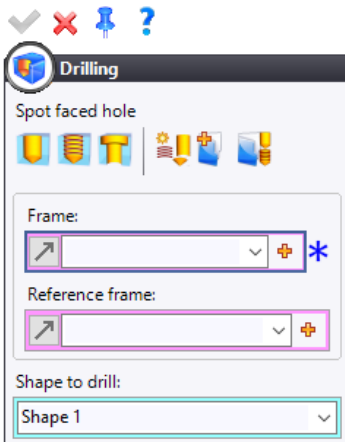 Drilling
Spot faced hole
Frame:
Reference frame:
Shape to drill:
Shape 1